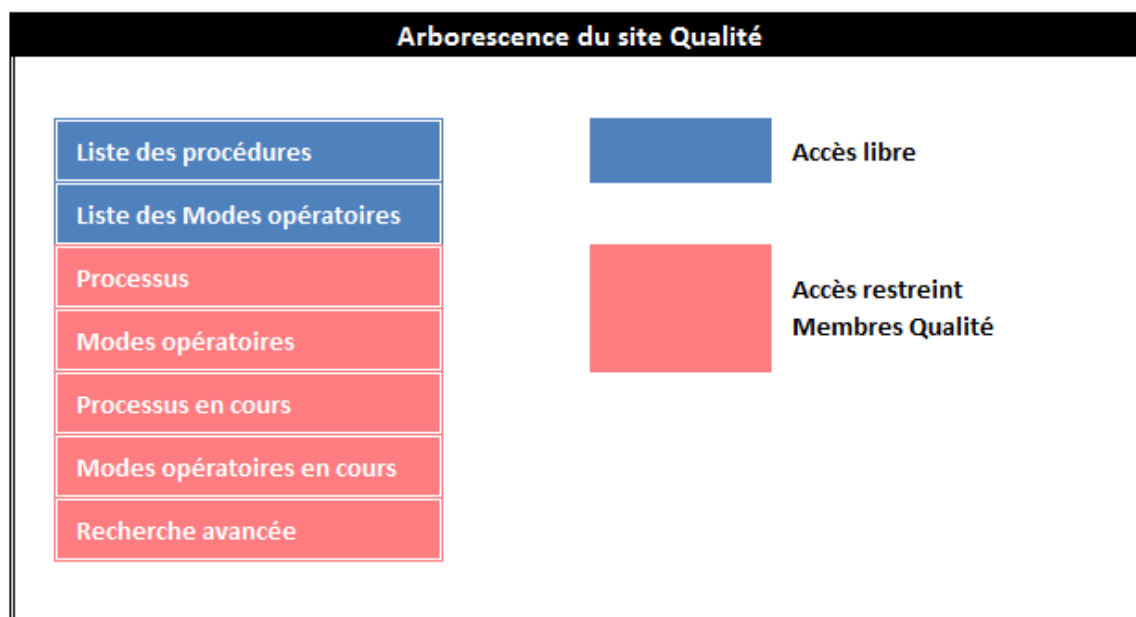 Arborescence du site Qualité
Liste des procédures
Liste des Modes opératoires
Processus
Modes opératoires
Processus en cours
Modes opératoires en cours
Recherche avancée
Accès libre
Accès restreint
Membres Qualité